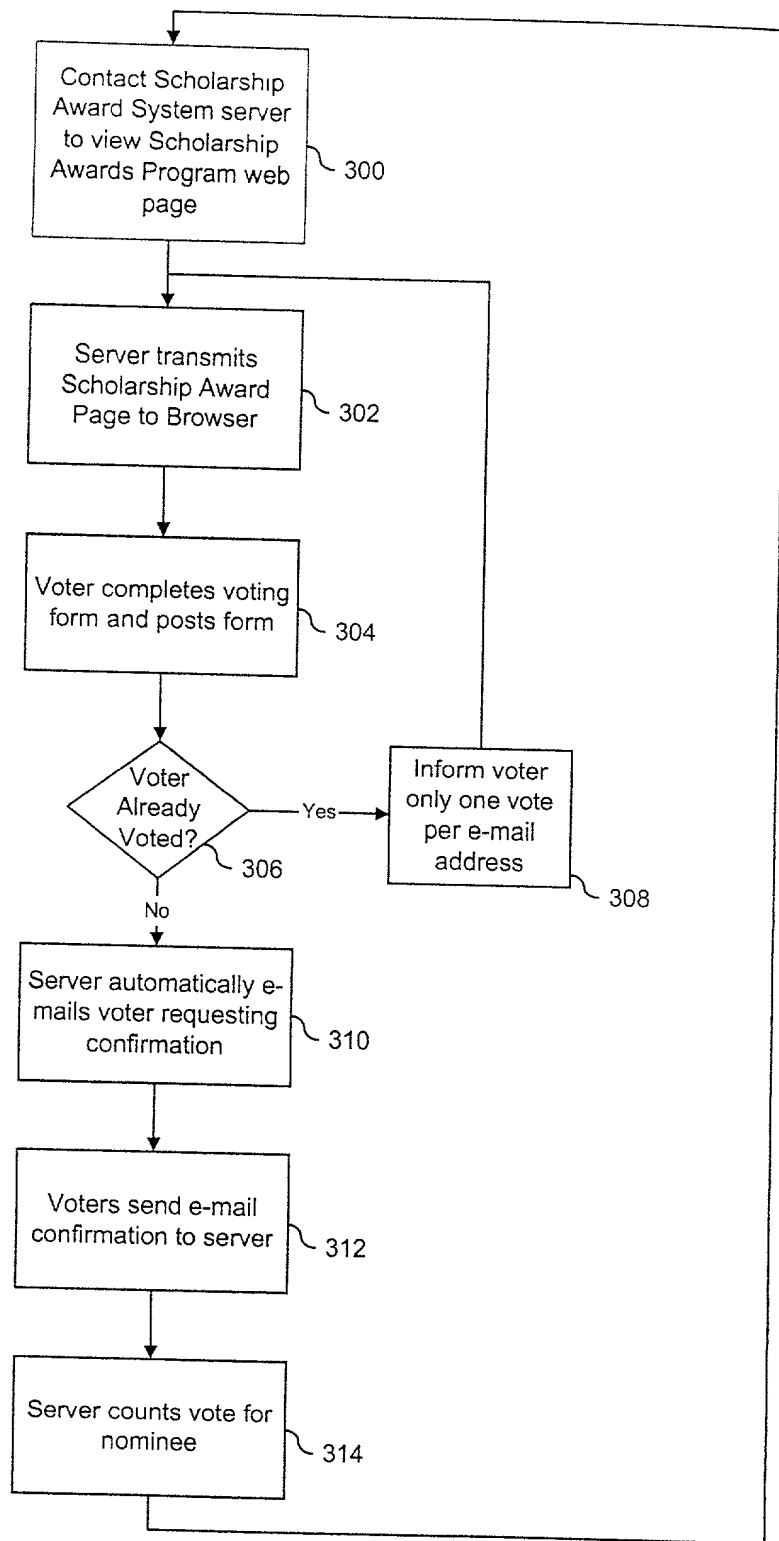 Contact Scholarship
Award System server
to view Scholarship
Awards Program web
page
300
Server transmits
Scholarship Award
Page to Browser
302
Voter completes voting
form and posts form
304
Voter
Already
Voted?
306
Yes
Inform voter
only one vote
per e-mail
address
308
No
Server automatically e-
mails voter requesting
confirmation
310
Voters send e-mail
confirmation to server
312
Server counts vote for
nominee
314